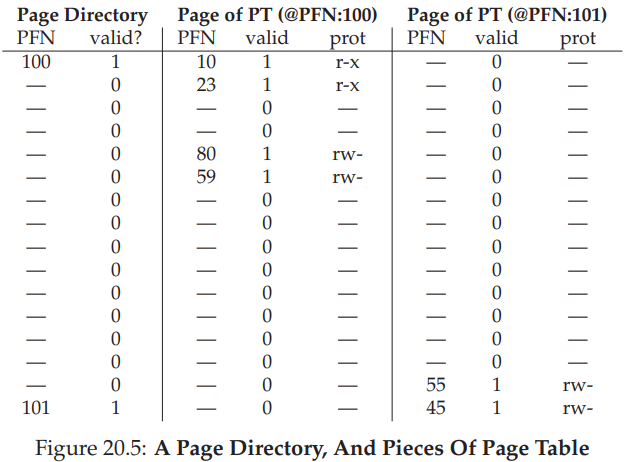 Page Directory Page of PT (@PFN:100) Page of PT (@PFN:101)
PFN valid? PFN valid prot PFN valid prot
100 1 10 1 r-x — 0 —
— 0 23 1 r-x — 0 —
— 0 — 0 — — 0 —
— 0 — 0 — — 0 —
— 0 80 1 rw- — 0 —
— 0 59 1 rw- — 0 —
— 0 — 0 — — 0 —
— 0 — 0 — — 0 —
— 0 — 0 — — 0 —
— 0 — 0 — — 0 —
— 0 — 0 — — 0 —
— 0 — 0 — — 0 —
— 0 — 0 — — 0 —
— 0 — 0 — — 0 —
— 0 — 0 — 55 1 rw-
101 1 — 0 — 45 1 rw-
Figure 20.5: A Page Directory, And Pieces Of Page Table